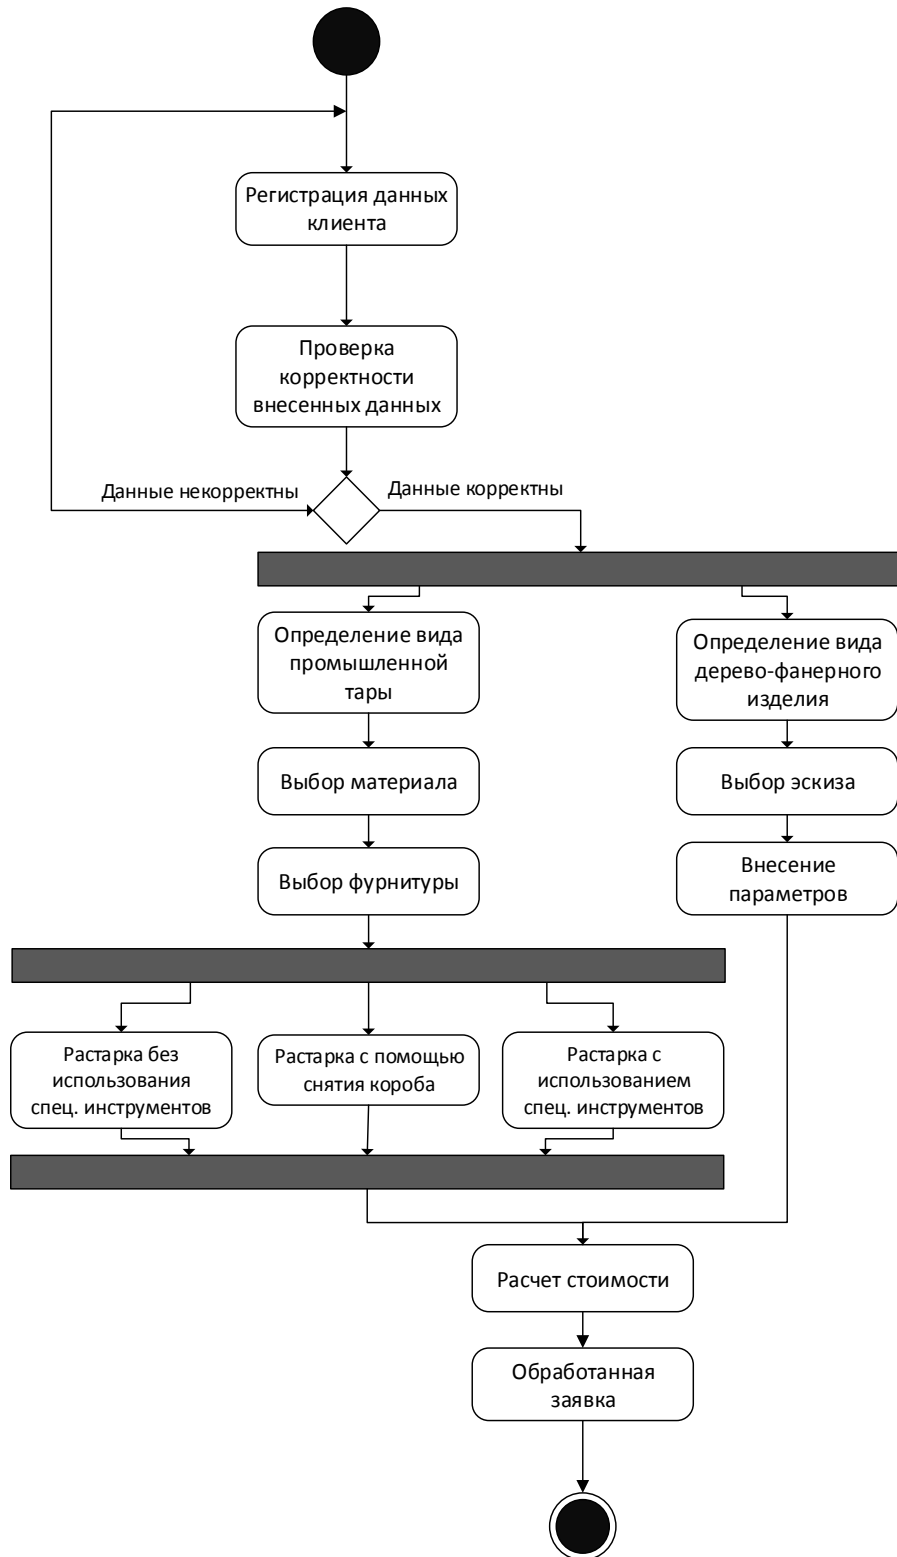 Регистрация данных
клиента
Проверка
корректности
внесенных данных
Данные некорректны
Данные корректны
Определение вида
промышленной
тары
Определение вида
дерево-фанерного
изделия
Выбор материала
Выбор эскиза
Выбор фурнитуры
Внесение
параметров
Растарка без
использования
спец. инструментов
Растарка с помощью
снятия короба
Растарка с
использованием
спец. инструментов
Расчет стоимости
Обработанная
заявка